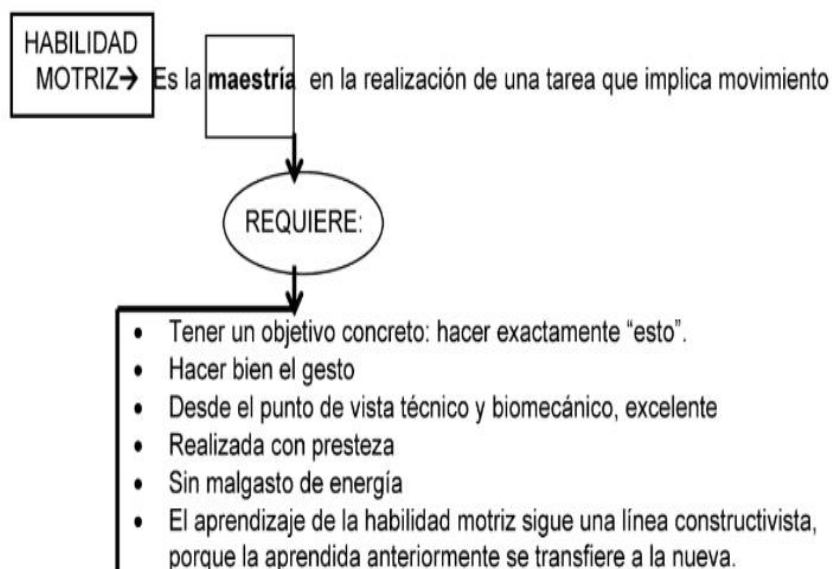 HABILIDAD
MOTRIZ→ Es la maestría en la realización de una tarea que implica movimiento
REQUIERE:
• Tener un objetivo concreto: hacer exactamente “esto”.
• Hacer bien el gesto
• Desde el punto de vista técnico y biomecánico, excelente
• Realizada con presteza
• Sin malgasto de energía
• El aprendizaje de la habilidad motriz sigue una línea constructivista,
porque la aprendida anteriormente se transfiere a la nueva.